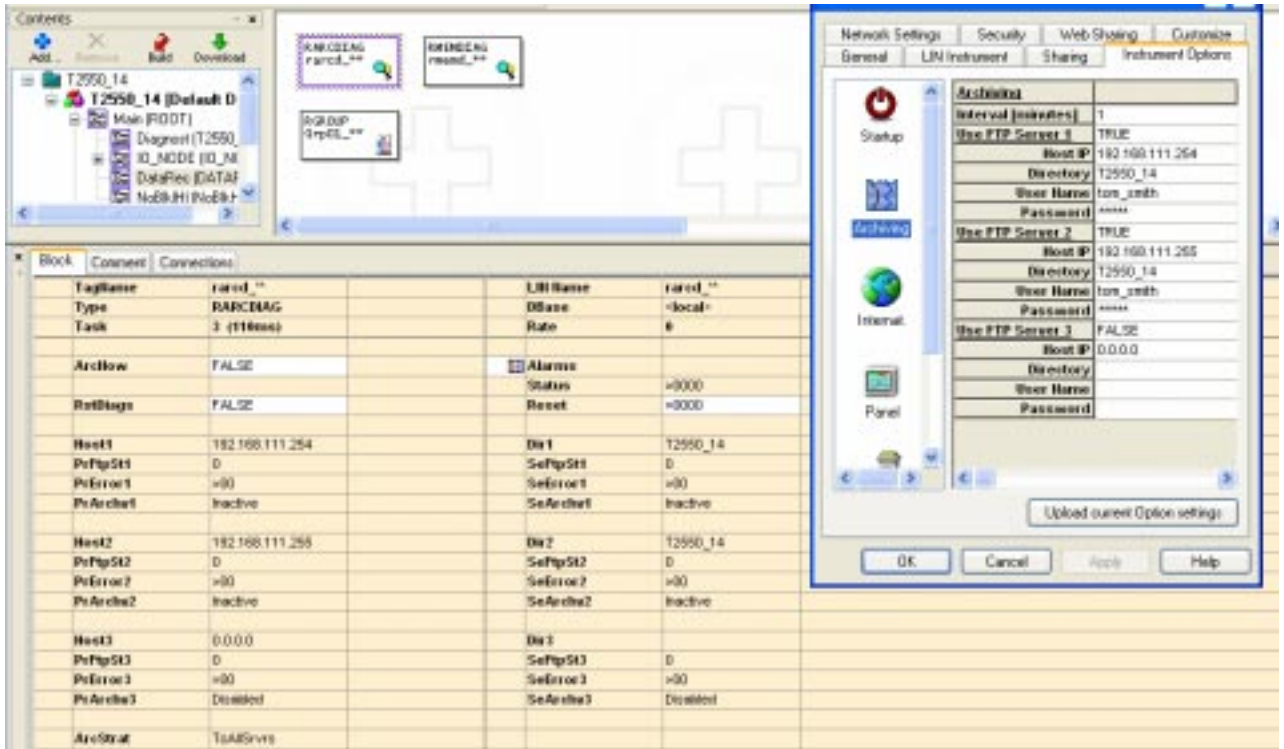 Contents
Add... Remove Build Download
T2550_14
T2550_14 [Default D
Main (ROOT)
Diagnost (T2550_
IO_NODE (IO_N
DataRec (DATAR
RARCDIAG
rarcd_**
RMEMDIAG
rmemd_**
RGROUP
Grp01_**
Network Settings Security Web Sharing Customize
General LIN Instrument Sharing Instrument Options
Startup
Archiving
Internat.
Panel
Archiving
Interval [minutes] 1
Use FTP Server 1 TRUE
Host IP 192.168.111.254
Directory T2550_14
User Name tom_smith
Password *****
Use FTP Server 2 TRUE
Host IP 192.168.111.255
Directory T2550_14
User Name tom_smith
Password *****
Use FTP Server 3 FALSE
Host IP 0.0.0.0
Directory
User Name
Password
Upload current Option settings
OK Cancel Apply Help
Block Comment Connections
TagName rarcd_** LIN Name rarcd_**
Type RARCDIAG DBase <local>
Task 3 (110ms) Rate 0
ArcNow FALSE Alarms
Status >0000
RstDiags FALSE Reset >0000
Host1 192.168.111.254 Dir1 T2550_14
PrFtpSt1 0 SeFtpSt1 0
PrError1 >00 SeError1 >00
PrArchv1 Inactive SeArchv1 Inactive
Host2 192.168.111.255 Dir2 T2550_14
PrFtpSt2 0 SeFtpSt2 0
PrError2 >00 SeError2 >00
PrArchv2 Inactive SeArchv2 Inactive
Host3 0.0.0.0 Dir3
PrFtpSt3 0 SeFtpSt3 0
PrError3 >00 SeError3 >00
PrArchv3 Disabled SeArchv3 Disabled
ArcStrat ToAllSrvrs